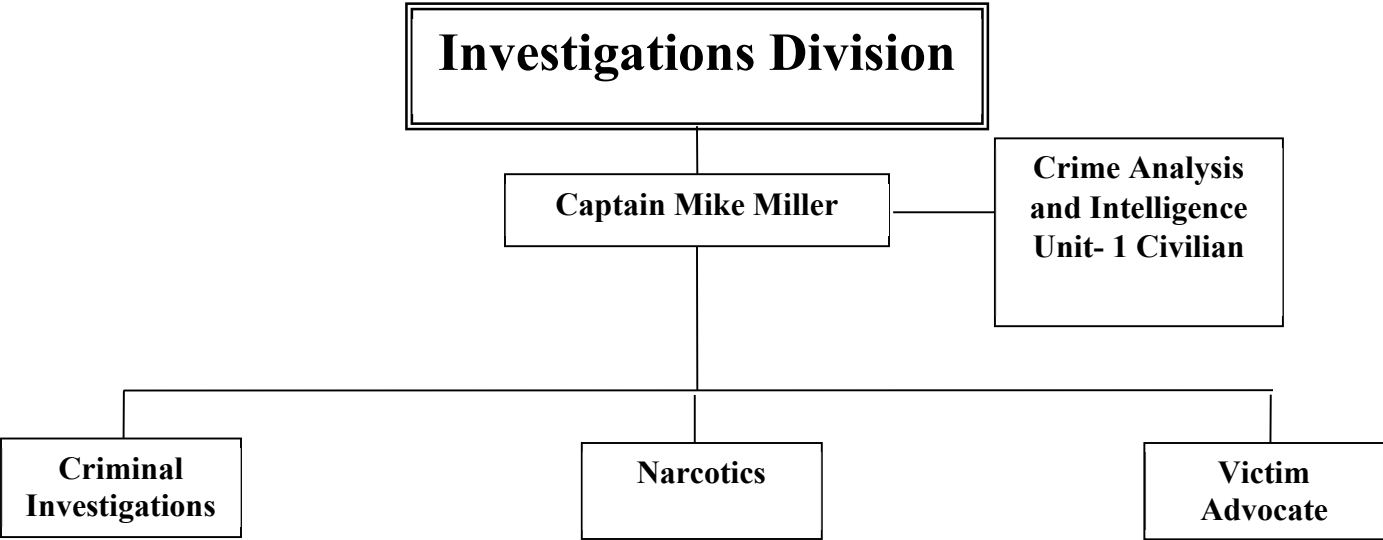 Investigations Division
Captain Mike Miller
Crime Analysis
and Intelligence
Unit- 1 Civilian
Criminal
Investigations
Narcotics
Victim
Advocate